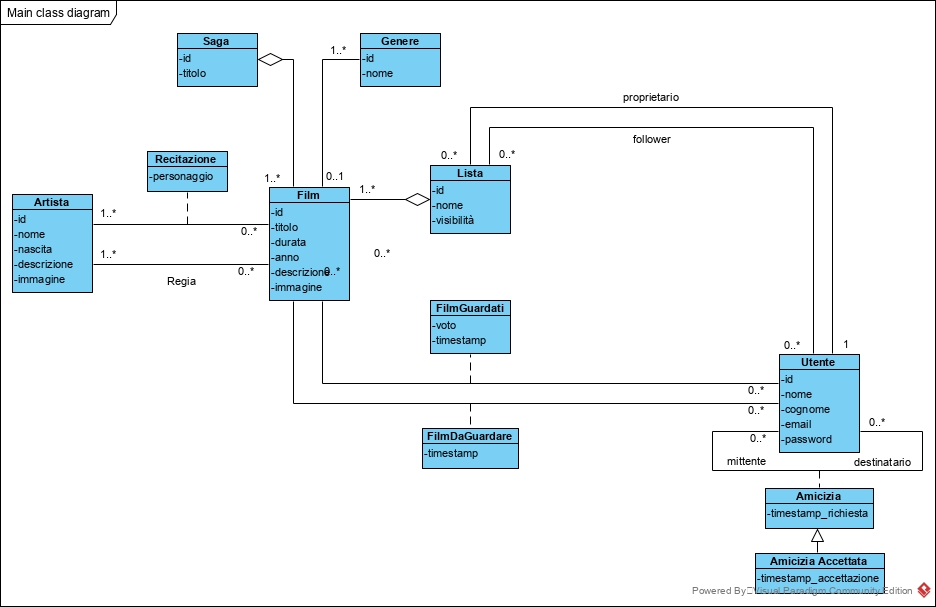 Main class diagram
Saga
-id
-titolo
Genere
-id
-nome
1..*
proprietario
follower
0..*
0..*
Recitazione
-personaggio
1..*
0..1
Lista
-id
-nome
-visibilità
1..*
Artista
-id
-nome
-nascita
-descrizione
-immagine
1..*
0..*
1..*
0..*
Regia
Film
-id
-titolo
-durata
-anno
-descrizione
-immagine
0..*
0..*
FilmGuardati
-voto
-timestamp
0..*
1
Utente
-id
-nome
-cognome
-email
-password
0..*
0..*
FilmDaGuardare
-timestamp
0..*
0..*
mittente
destinatario
Amicizia
-timestamp_richiesta
Amicizia Accettata
-timestamp_accettazione
Powered By Visual Paradigm Community Edition